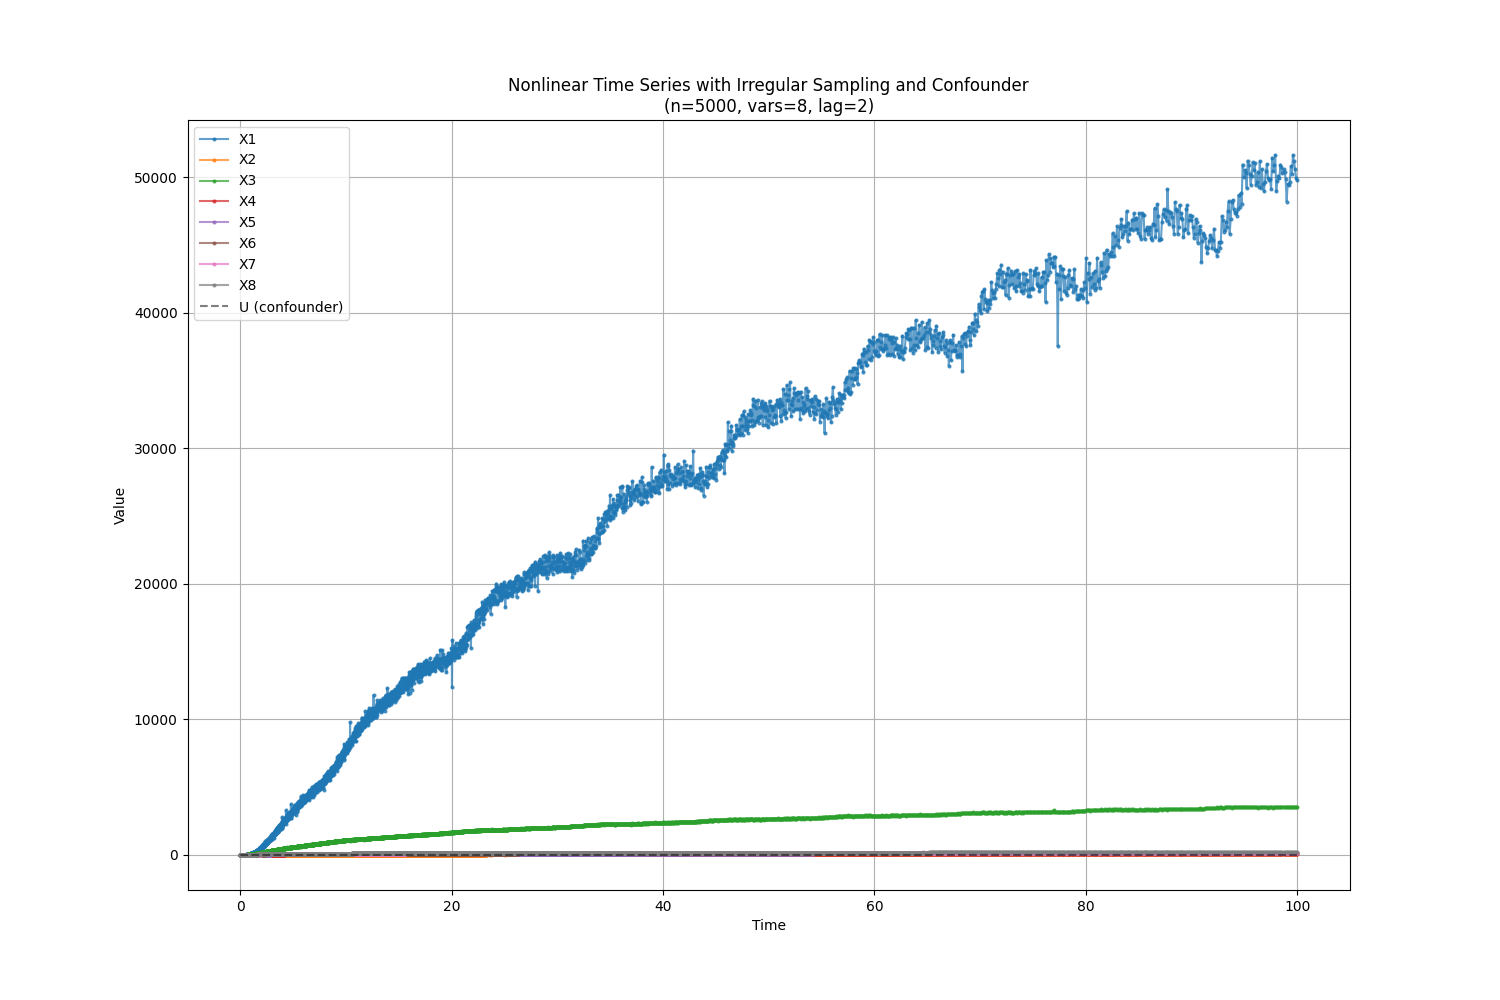 Nonlinear Time Series with Irregular Sampling and Confounder
(n=5000, vars=8, lag=2)
X1
X2
X3
X4
X5
X6
X7
X8
U (confounder)
Value
50000
40000
30000
20000
10000
0
0 20 40 60 80 100
Time